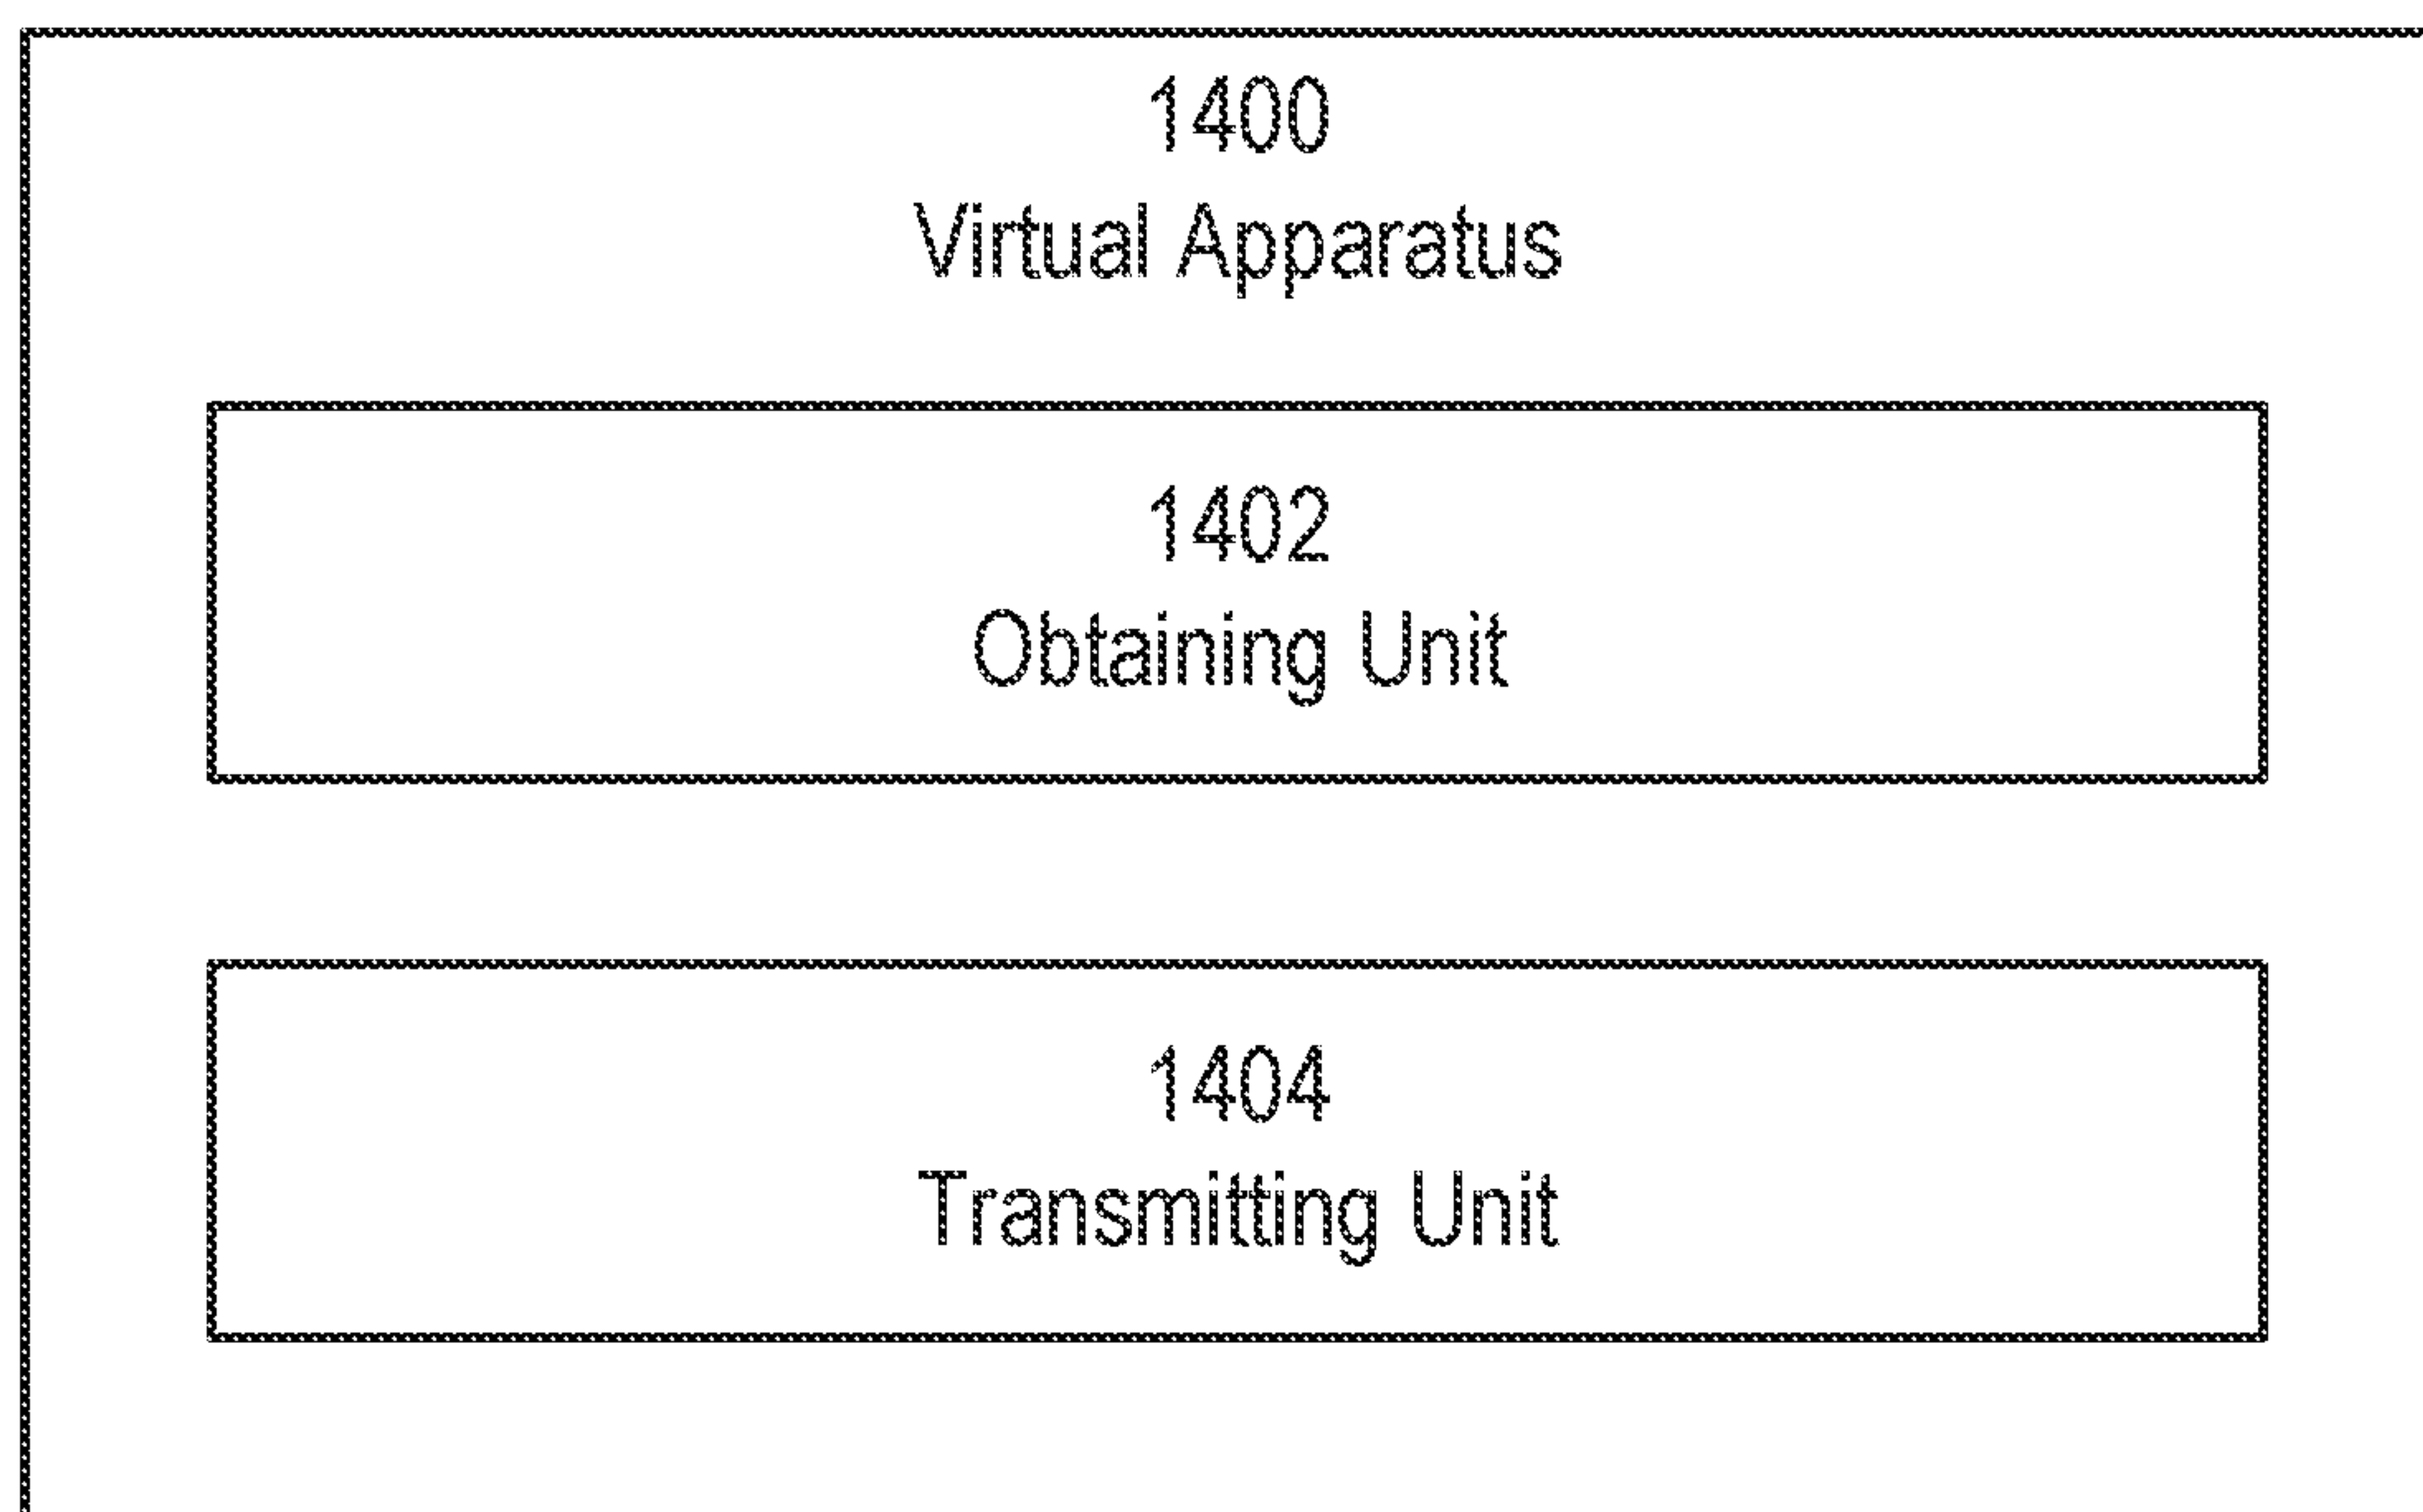 1400
Virtual Apparatus
1402
Obtaining Unit
1404
Transmitting Unit